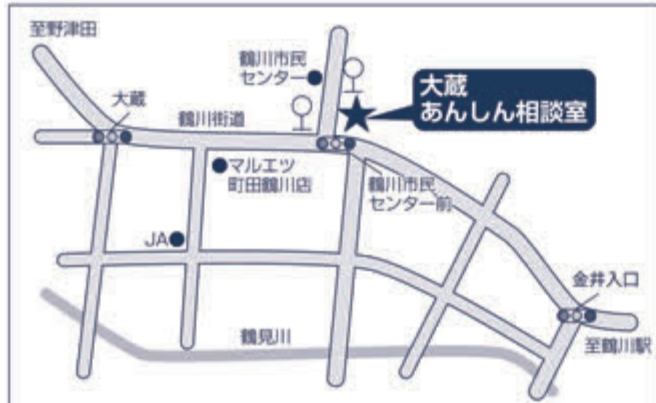 至野津田
鶴川市民
センター
大蔵
あんしん相談室
大蔵
鶴川街道
マルエツ
町田鶴川店
鶴川市民
センター前
JA
金井入口
鶴見川
至鶴川駅